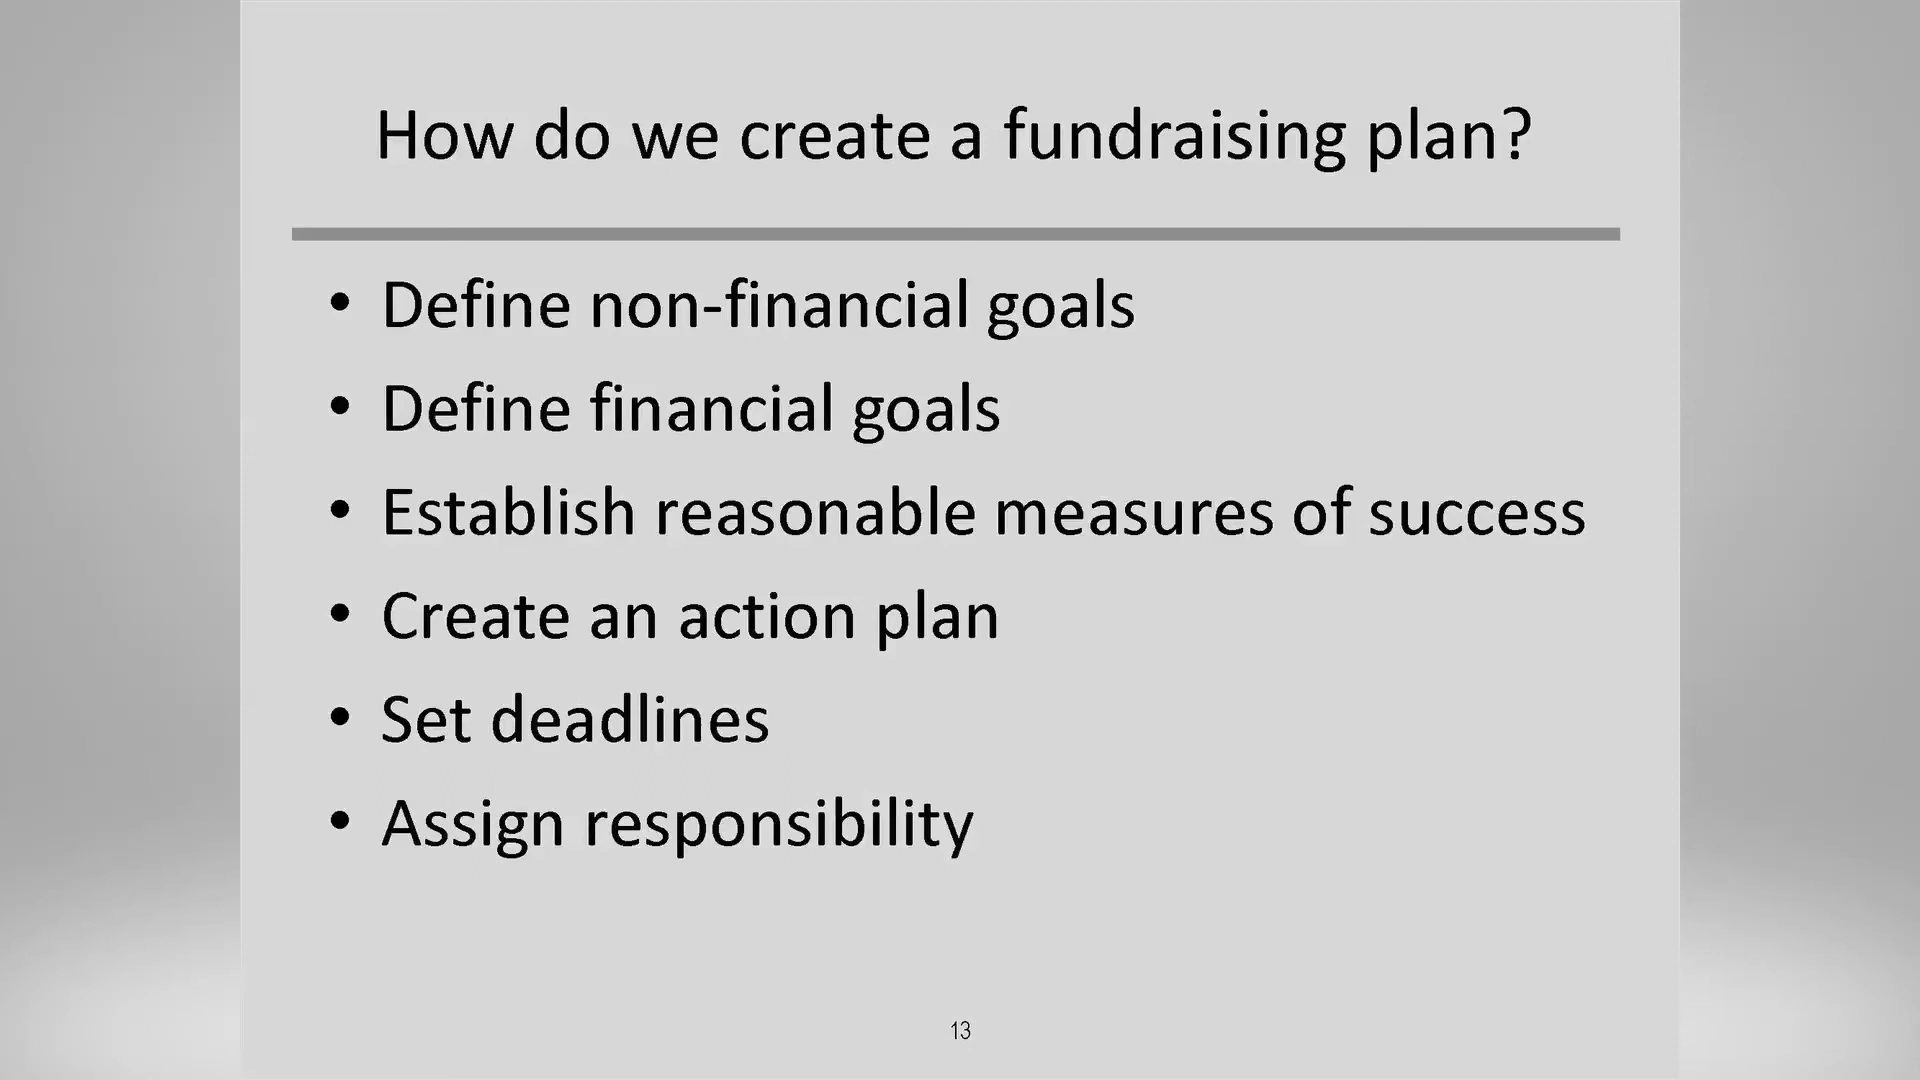 How do we create a fundraising plan?
• Define non-financial goals
• Define financial goals
• Establish reasonable measures of success
• Create an action plan
• Set deadlines
• Assign responsibility
13